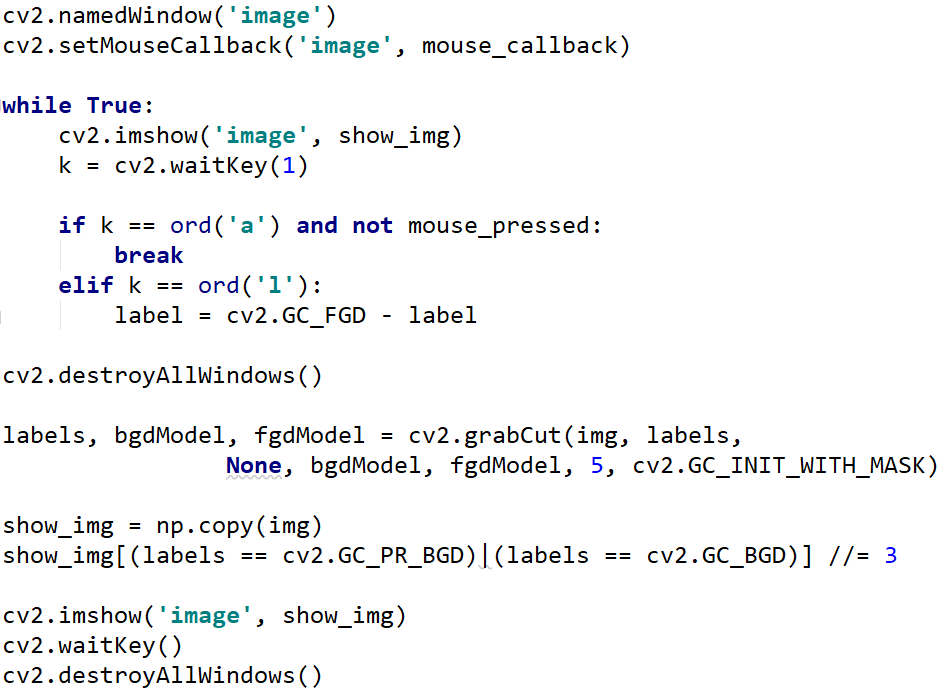 cv2.namedWindow('image')
cv2.setMouseCallback('image', mouse_callback)

while True:
    cv2.imshow('image', show_img)
    k = cv2.waitKey(1)

    if k == ord('a') and not mouse_pressed:
        break
    elif k == ord('l'):
        label = cv2.GC_FGD - label

cv2.destroyAllWindows()

labels, bgdModel, fgdModel = cv2.grabCut(img, labels,
                None, bgdModel, fgdModel, 5, cv2.GC_INIT_WITH_MASK)

show_img = np.copy(img)
show_img[(labels == cv2.GC_PR_BGD)|(labels == cv2.GC_BGD)] //= 3

cv2.imshow('image', show_img)
cv2.waitKey()
cv2.destroyAllWindows()